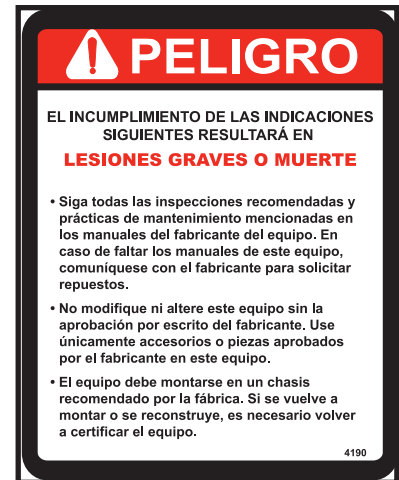 PELIGRO
EL INCUMPLIMIENTO DE LAS INDICACIONES
SIGUIENTES RESULTARÁ EN
LESIONES GRAVES O MUERTE
• Siga todas las inspecciones recomendadas y
prácticas de mantenimiento mencionadas en
los manuales del fabricante del equipo. En
caso de faltar los manuales de este equipo,
comuníquese con el fabricante para solicitar
repuestos.
• No modifique ni altere este equipo sin la
aprobación por escrito del fabricante. Use
únicamente accesorios o piezas aprobados
por el fabricante en este equipo.
• El equipo debe montarse en un chasis
recomendado por la fábrica. Si se vuelve a
montar o se reconstruye, es necesario volver
a certificar el equipo.
4190